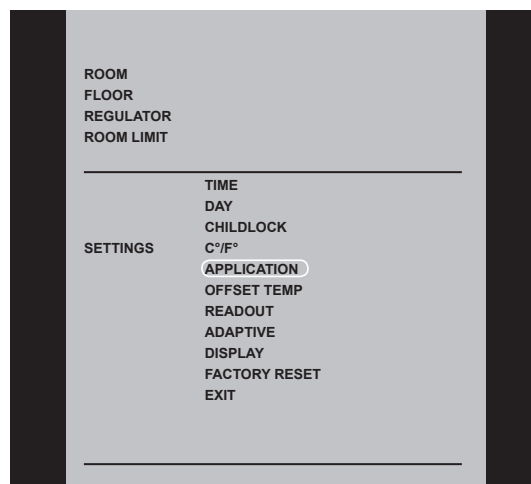 ROOM
FLOOR
REGULATOR
ROOM LIMIT
TIME
DAY
CHILDLOCK
SETTINGS C°/F°
APPLICATION
OFFSET TEMP
READOUT
ADAPTIVE
DISPLAY
FACTORY RESET
EXIT